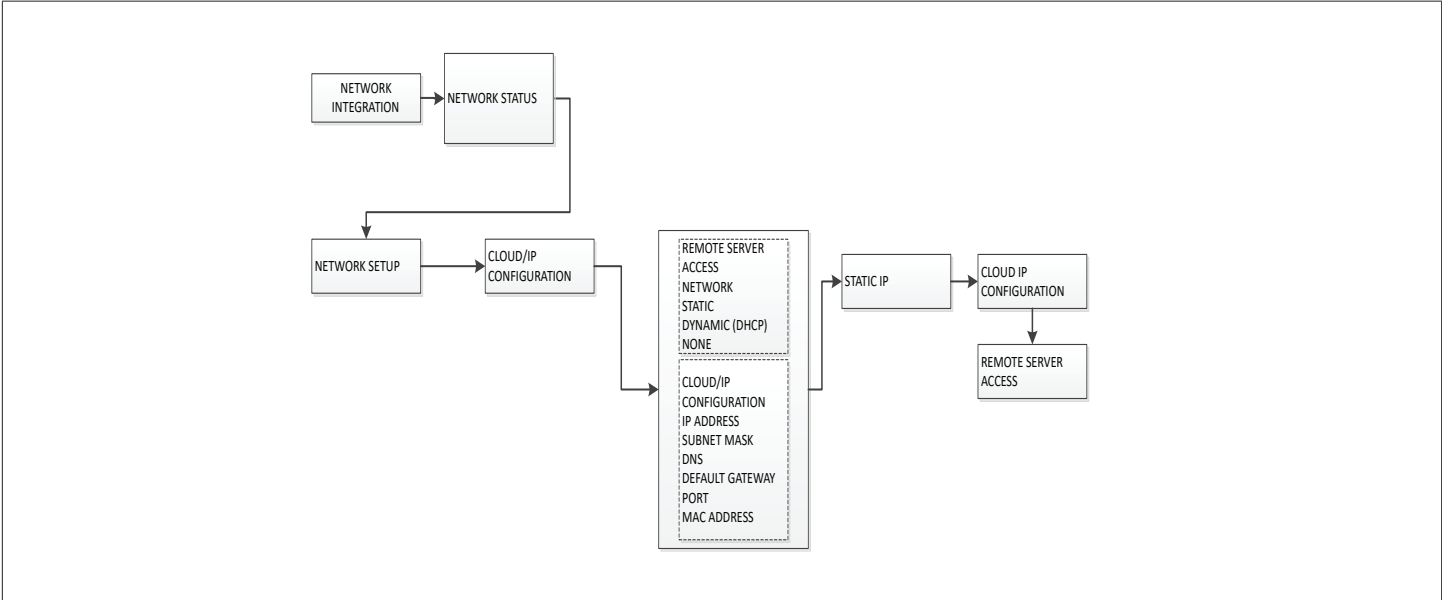 NETWORK
INTEGRATION
NETWORK STATUS
NETWORK SETUP
CLOUD/IP
CONFIGURATION
REMOTE SERVER
ACCESS
NETWORK
STATIC
DYNAMIC (DHCP)
NONE
CLOUD/IP
CONFIGURATION
IP ADDRESS
SUBNET MASK
DNS
DEFAULT GATEWAY
PORT
MAC ADDRESS
STATIC IP
CLOUD IP
CONFIGURATION
REMOTE SERVER
ACCESS